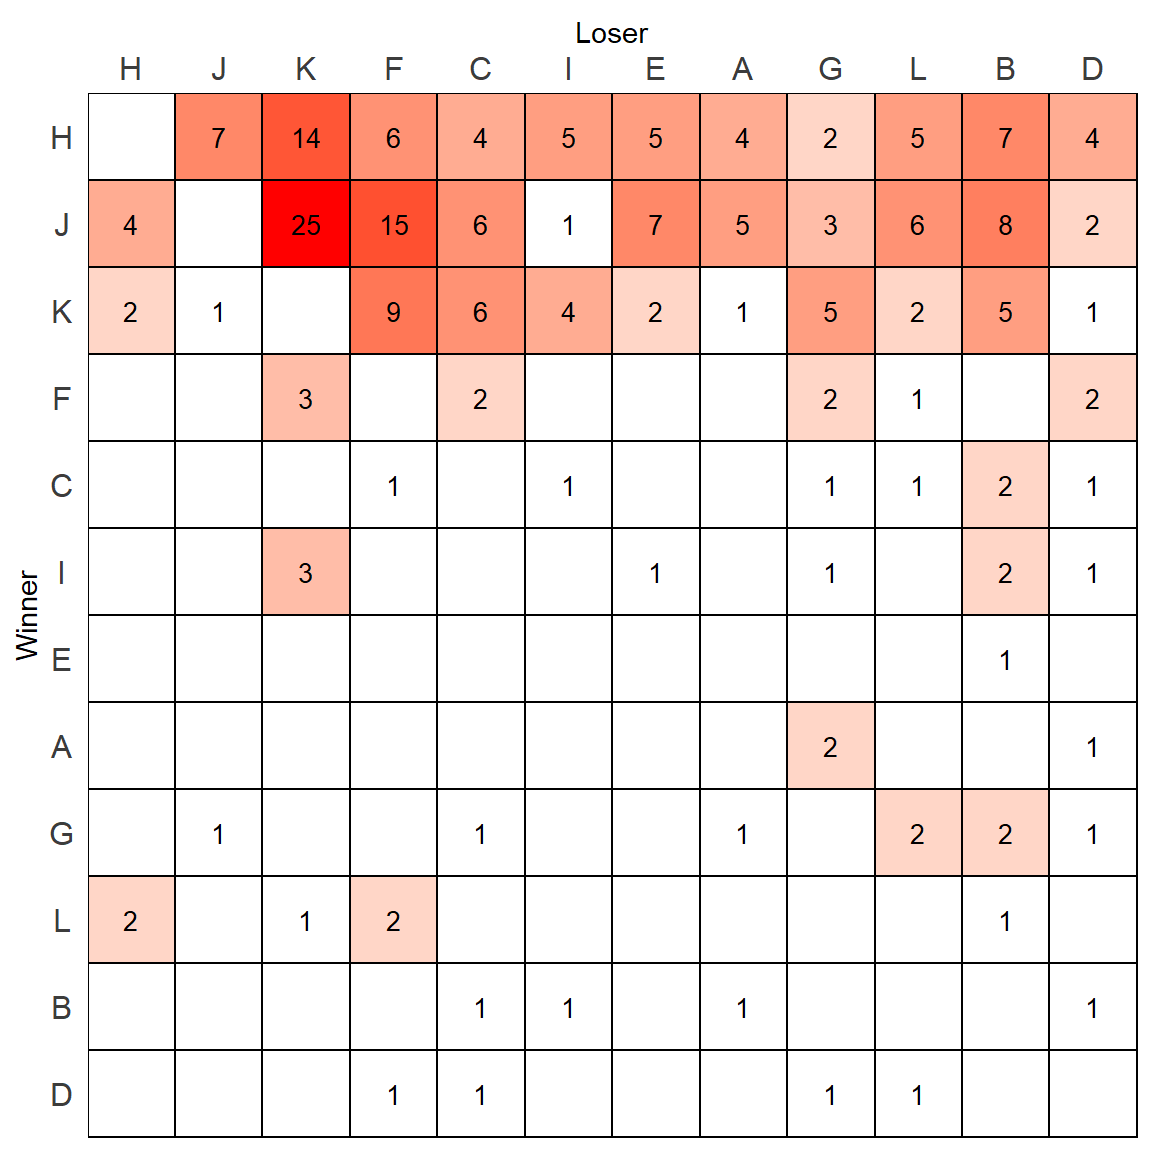 Loser
H J K F C I E A G L B D
H 7 14 6 4 5 5 4 2 5 7 4
J 4 25 15 6 1 7 5 3 6 8 2
K 2 1 9 6 4 2 1 5 2 5 1
F 3 2 2 1 2
C 1 1 1 1 2 1
I 3 1 1 2 1
Winner
E 1
A 2 1
G 1 1 1 2 2 1
L 2 1 2 1
B 1 1 1 1
D 1 1 1 1